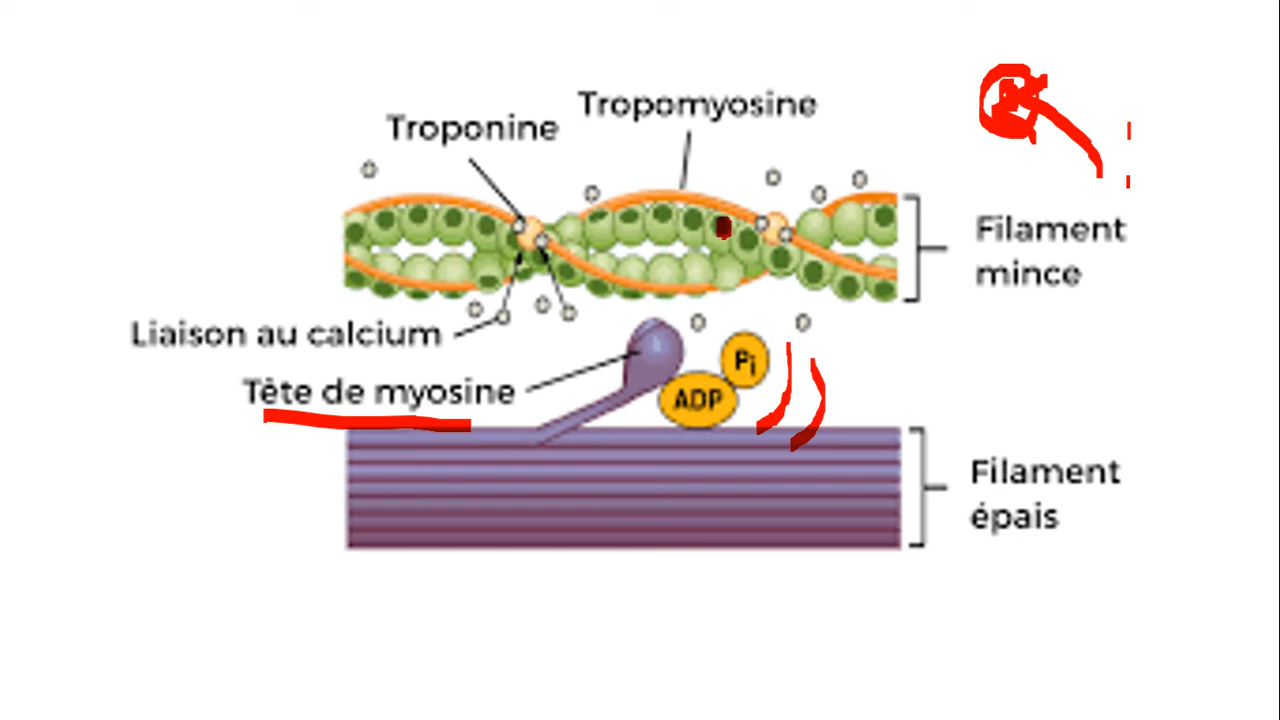 Tropomyosine
Troponine
Filament
mince
Liaison au calcium
Tête de myosine
Pi
ADP
Filament
épais